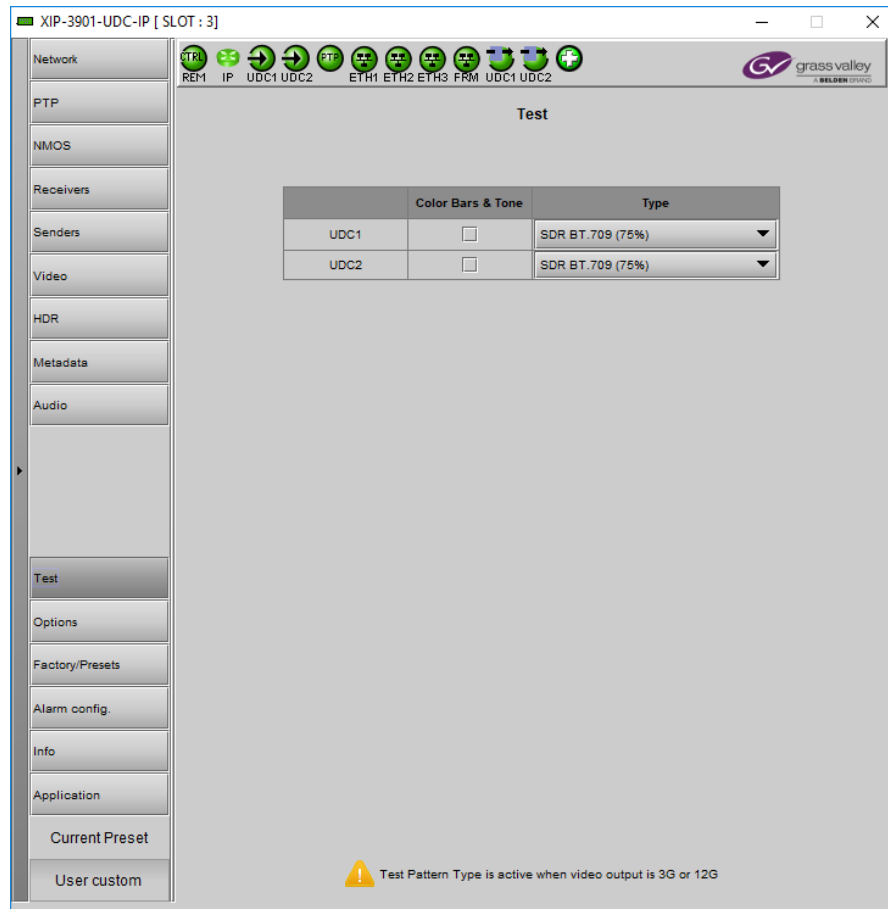 XIP-3901-UDC-IP [ SLOT : 3]
Network
PTP
NMOS
Receivers
Senders
Video
HDR
Metadata
Audio
Test
Options
Factory/Presets
Alarm config.
Info
Application
Current Preset
User custom
CTRL PTP
REM IP UDC1 UDC2 ETH1 ETH2 ETH3 FRM UDC1 UDC2
GV grass valley
A BELDEN BRAND
Test
Color Bars & Tone Type
UDC1 SDR BT.709 (75%)
UDC2 SDR BT.709 (75%)
Test Pattern Type is active when video output is 3G or 12G